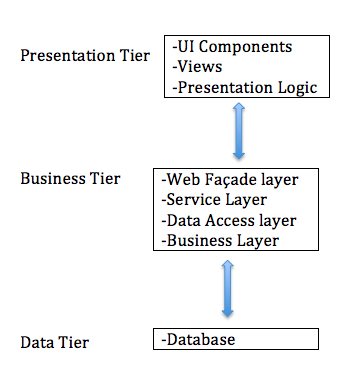 Presentation Tier
-UI Components
-Views
-Presentation Logic
Business Tier
-Web Façade layer
-Service Layer
-Data Access layer
-Business Layer
Data Tier
-Database